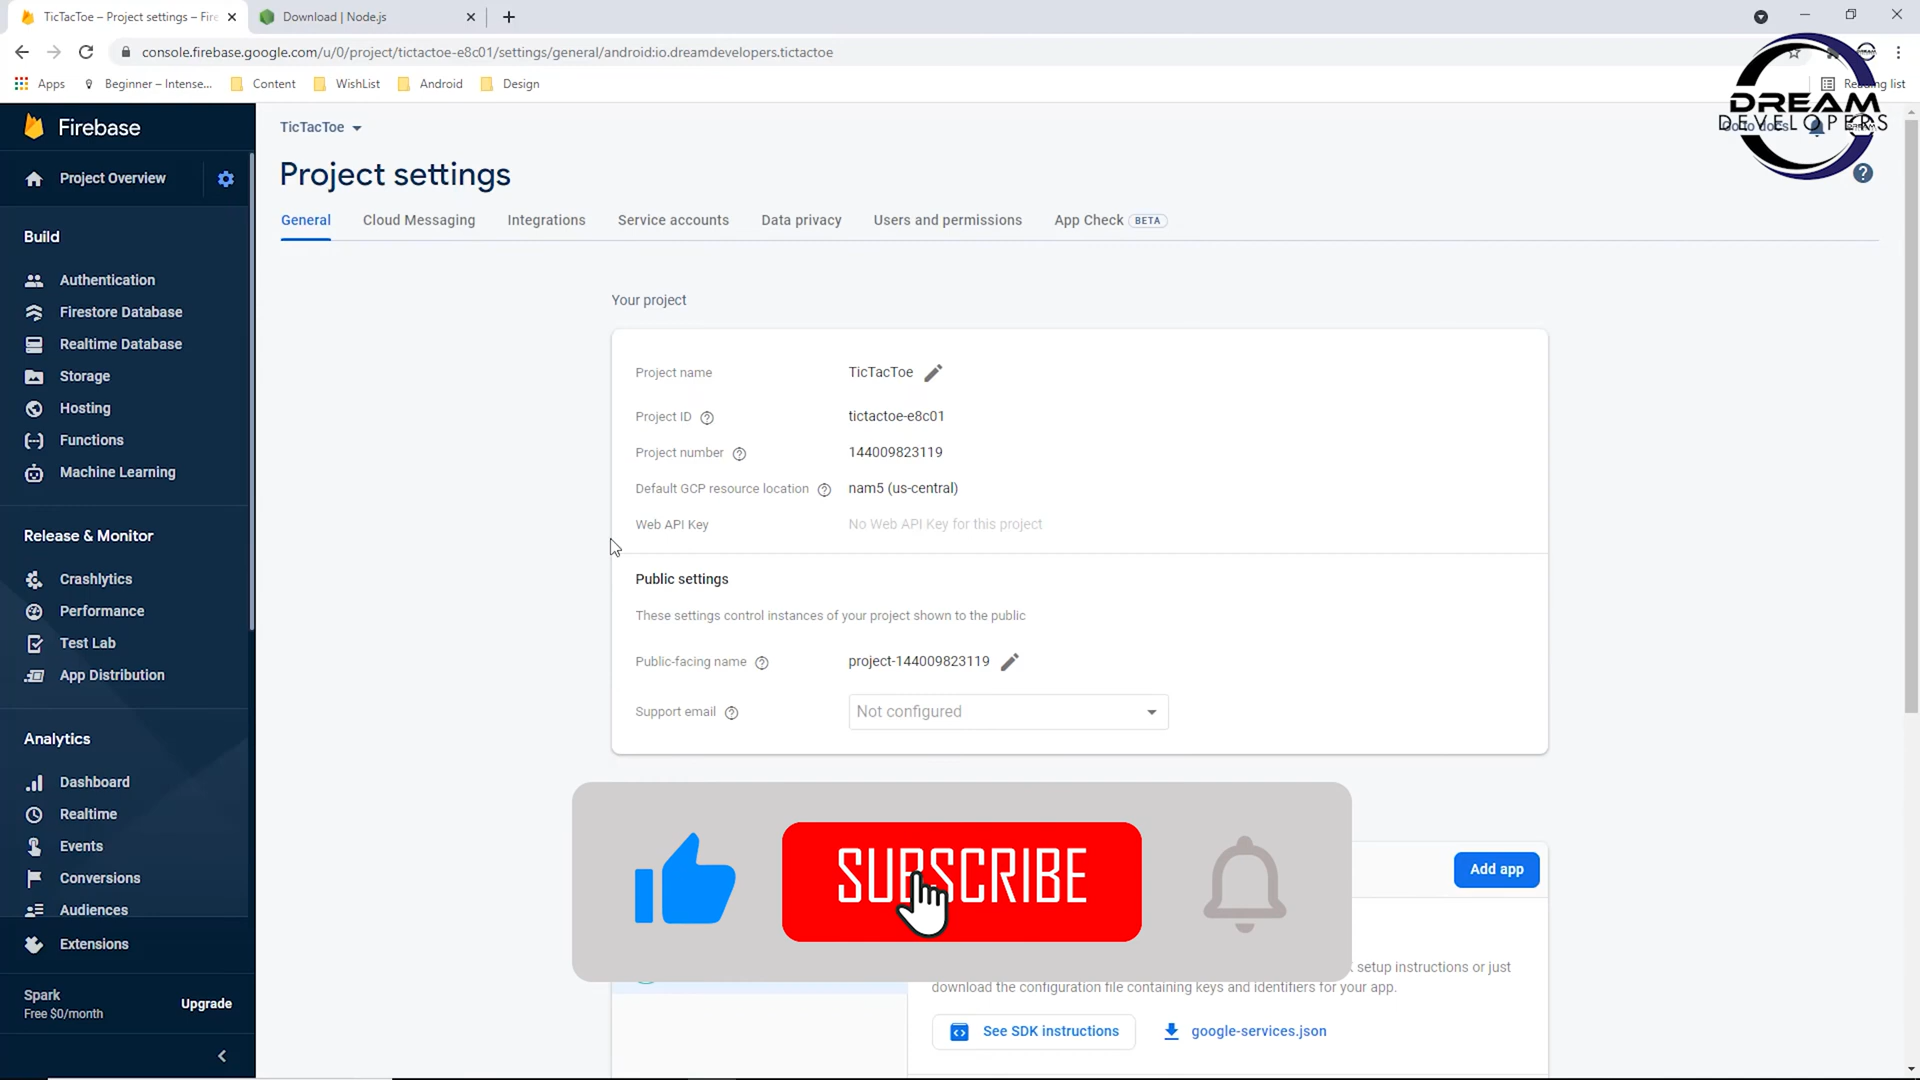 TicTacToe – Project settings – Fire
Download | Node.js
console.firebase.google.com/u/0/project/tictactoe-e8c01/settings/general/android:io.dreamdevelopers.tictactoe
Apps
Beginner – Intense...
Content
WishList
Android
Design
Reading list
DREAM
DEVELOPERS
Firebase
TicTacToe
Go to docs
Project Overview
Project settings
General
Cloud Messaging
Integrations
Service accounts
Data privacy
Users and permissions
App Check BETA
Build
Authentication
Firestore Database
Realtime Database
Storage
Hosting
Functions
Machine Learning
Release & Monitor
Crashlytics
Performance
Test Lab
App Distribution
Analytics
Dashboard
Realtime
Events
Conversions
Audiences
Extensions
Spark
Free $0/month
Upgrade
Your project
Project name TicTacToe
Project ID tictactoe-e8c01
Project number 144009823119
Default GCP resource location nam5 (us-central)
Web API Key No Web API Key for this project
Public settings
These settings control instances of your project shown to the public
Public-facing name project-144009823119
Support email Not configured
SUBSCRIBE
Add app
setup instructions or just
download the configuration file containing keys and identifiers for your app.
See SDK instructions
google-services.json